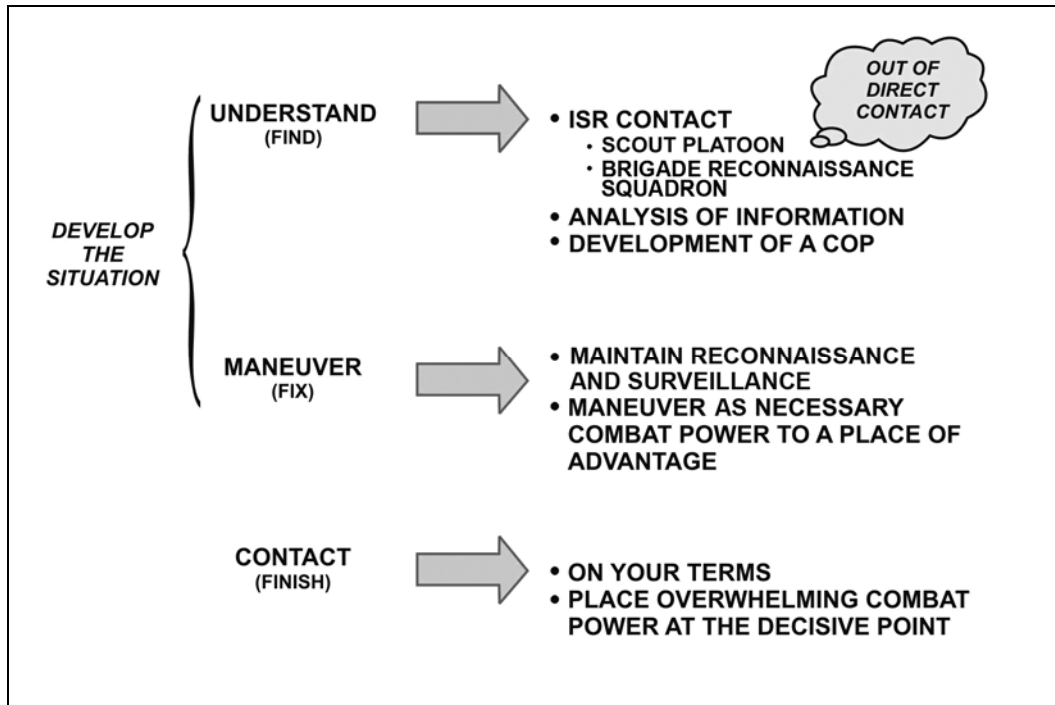 OUT OF
DIRECT
CONTACT
UNDERSTAND
(FIND)
• ISR CONTACT
• SCOUT PLATOON
• BRIGADE RECONNAISSANCE
SQUADRON
• ANALYSIS OF INFORMATION
• DEVELOPMENT OF A COP
DEVELOP
THE
SITUATION
MANEUVER
(FIX)
• MAINTAIN RECONNAISSANCE
AND SURVEILLANCE
• MANEUVER AS NECESSARY
COMBAT POWER TO A PLACE OF
ADVANTAGE
CONTACT
(FINISH)
• ON YOUR TERMS
• PLACE OVERWHELMING COMBAT
POWER AT THE DECISIVE POINT